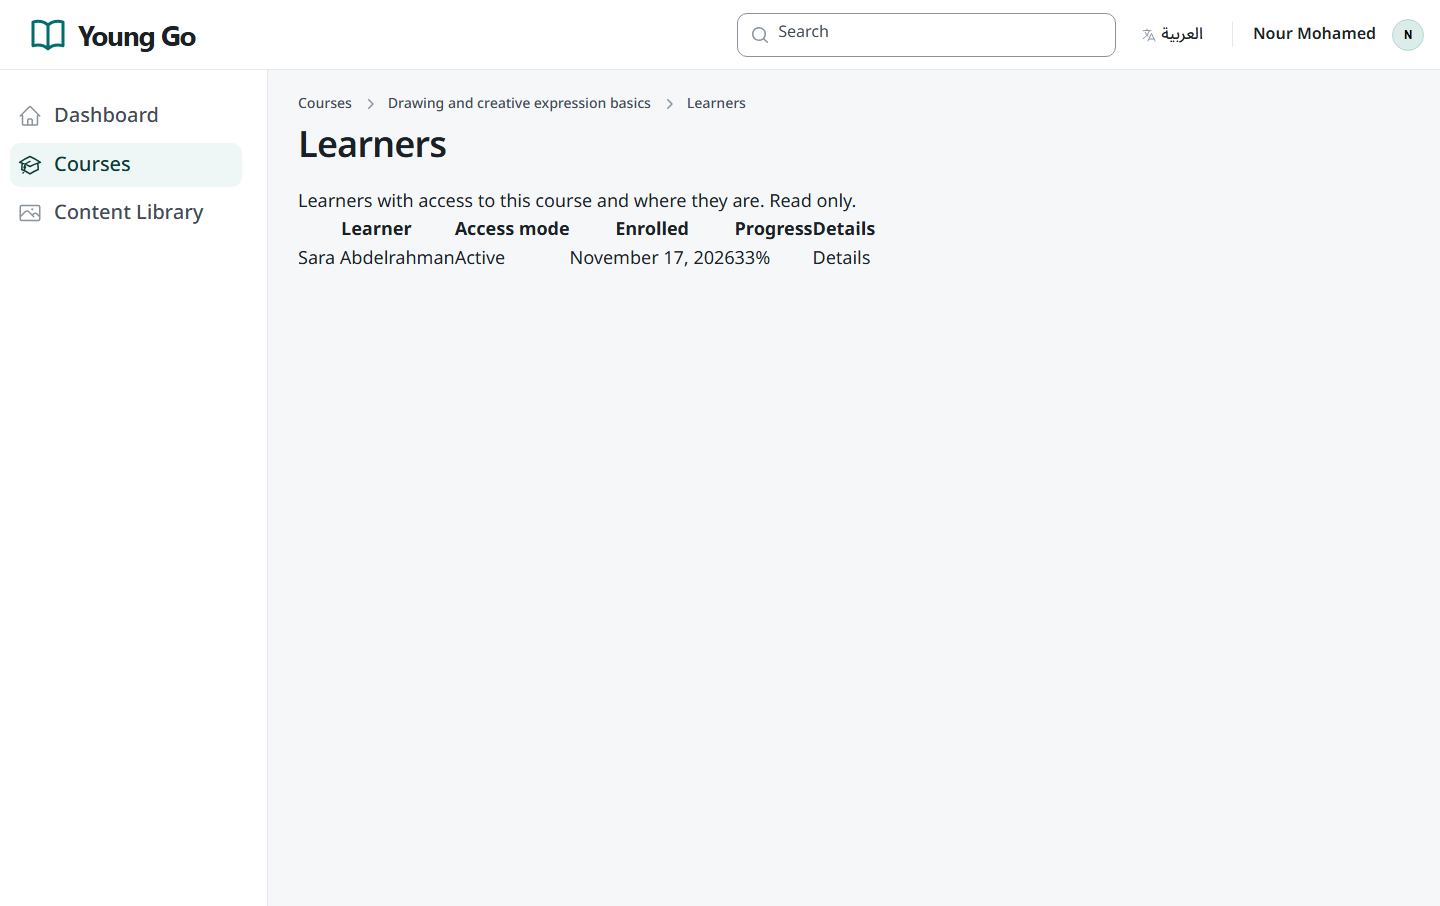 Young Go
Search
العربية
Nour Mohamed
N
Dashboard
Courses
Content Library
Courses > Drawing and creative expression basics > Learners
Learners
Learners with access to this course and where they are. Read only.
Learner Access mode Enrolled Progress Details
Sara Abdelrahman Active November 17, 2026 33% Details